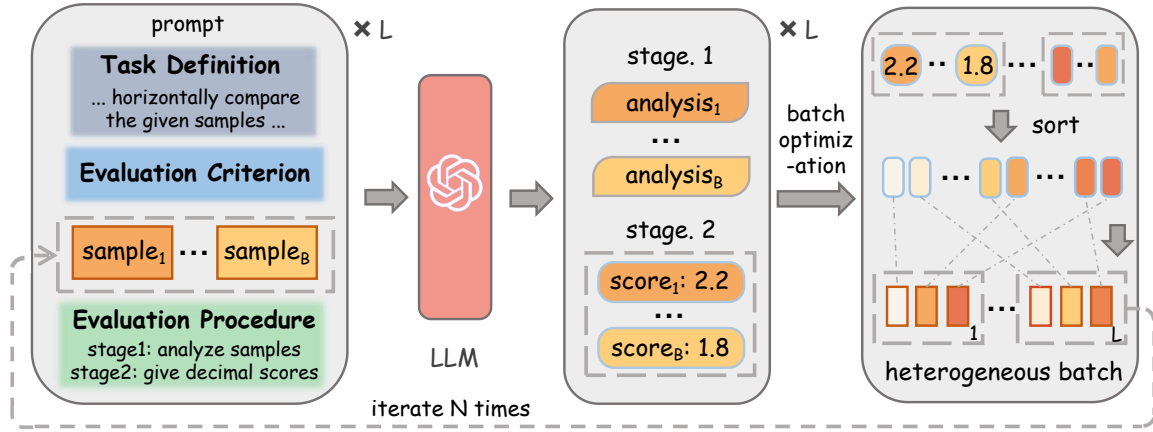 prompt
× L
Task Definition
... horizontally compare
the given samples ...
Evaluation Criterion
sample1 ... sampleB
Evaluation Procedure
stage1: analyze samples
stage2: give decimal scores
LLM
iterate N times
stage. 1
analysis1
...
analysisB
stage. 2
score1: 2.2
...
scoreB: 1.8
× L
batch
optimiz
-ation
2.2 .. 1.8 ... ..
sort
... ...
...
1
L
heterogeneous batch